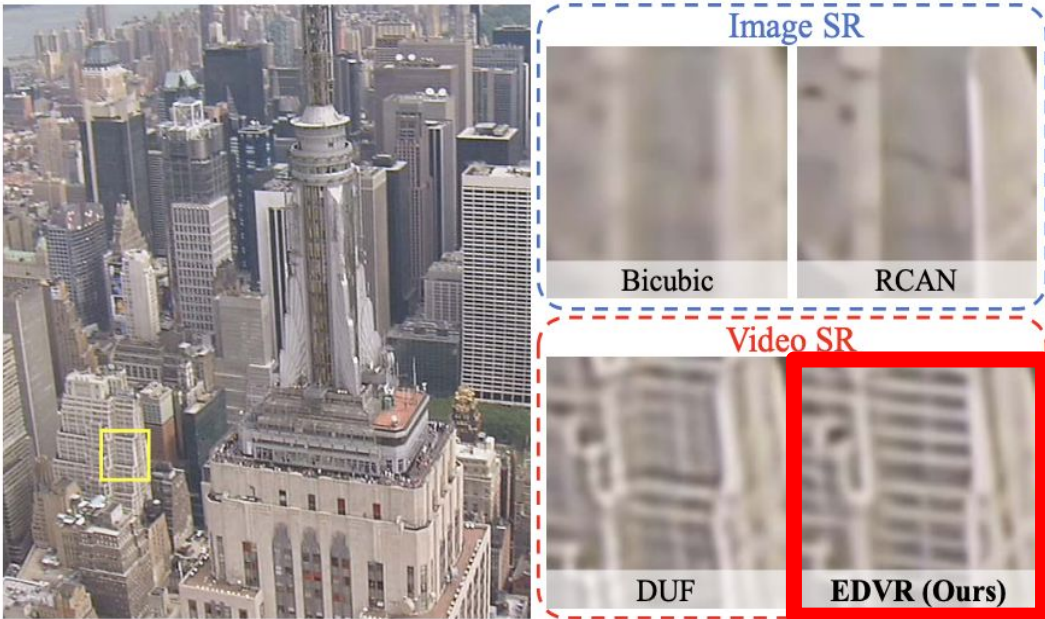 Image SR
Bicubic
RCAN
Video SR
DUF
EDVR (Ours)